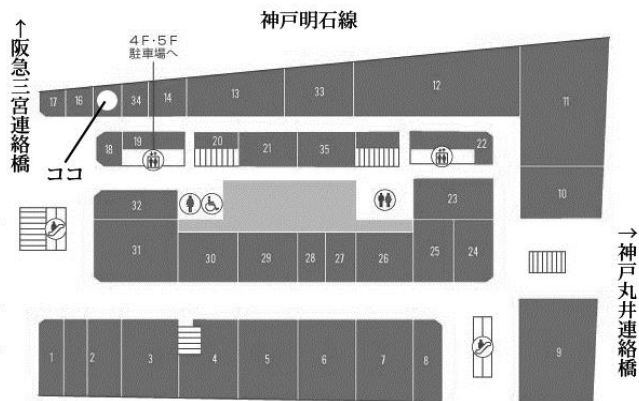 神戸明石線
←阪急三宮連絡橋
4F・5F
駐車場へ
17 16 34 14 13 33 12 11
ココ
18 19 20 21 35 22
32 23 10
31 30 29 28 27 26 25 24
→神戸丸井連絡橋
1 2 3 4 5 6 7 8 9